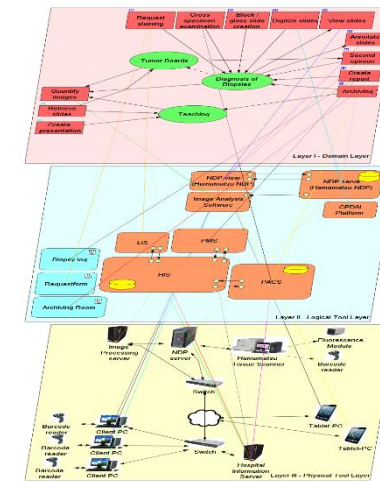 Request
staining
Cross
specimen
examination
Block /
glass slide
creation
Digitize slides
View slides
Annotate
slides
Second
opinion
Create
report
Archiving
Tumor Boards
Diagnosis of
Biopsies
Teaching
Quantify
images
Retrieve
slides
Create
presentation
Layer I - Domain Layer
NDP.view
(Hamamatsu NDP)
NDP.serve
(Hamamatsu NDP)
Image Analysis
Software
Platform
LIS
PMS
HIS
PACS
Biopsy log
Requestform
Archiving Room
Layer II - Logical Tool Layer
Image
Processing server
NDP
server
Hamamatsu
Tissue Scanner
Fluorescence
Module
Barcode
reader
Switch
Barcode
reader
Client PC
Barcode
reader
Client PC
Barcode
reader
Client PC
Switch
Hospital
Information
Server
Tablet-PC
Tablet-PC
Layer III - Physical Tool Layer